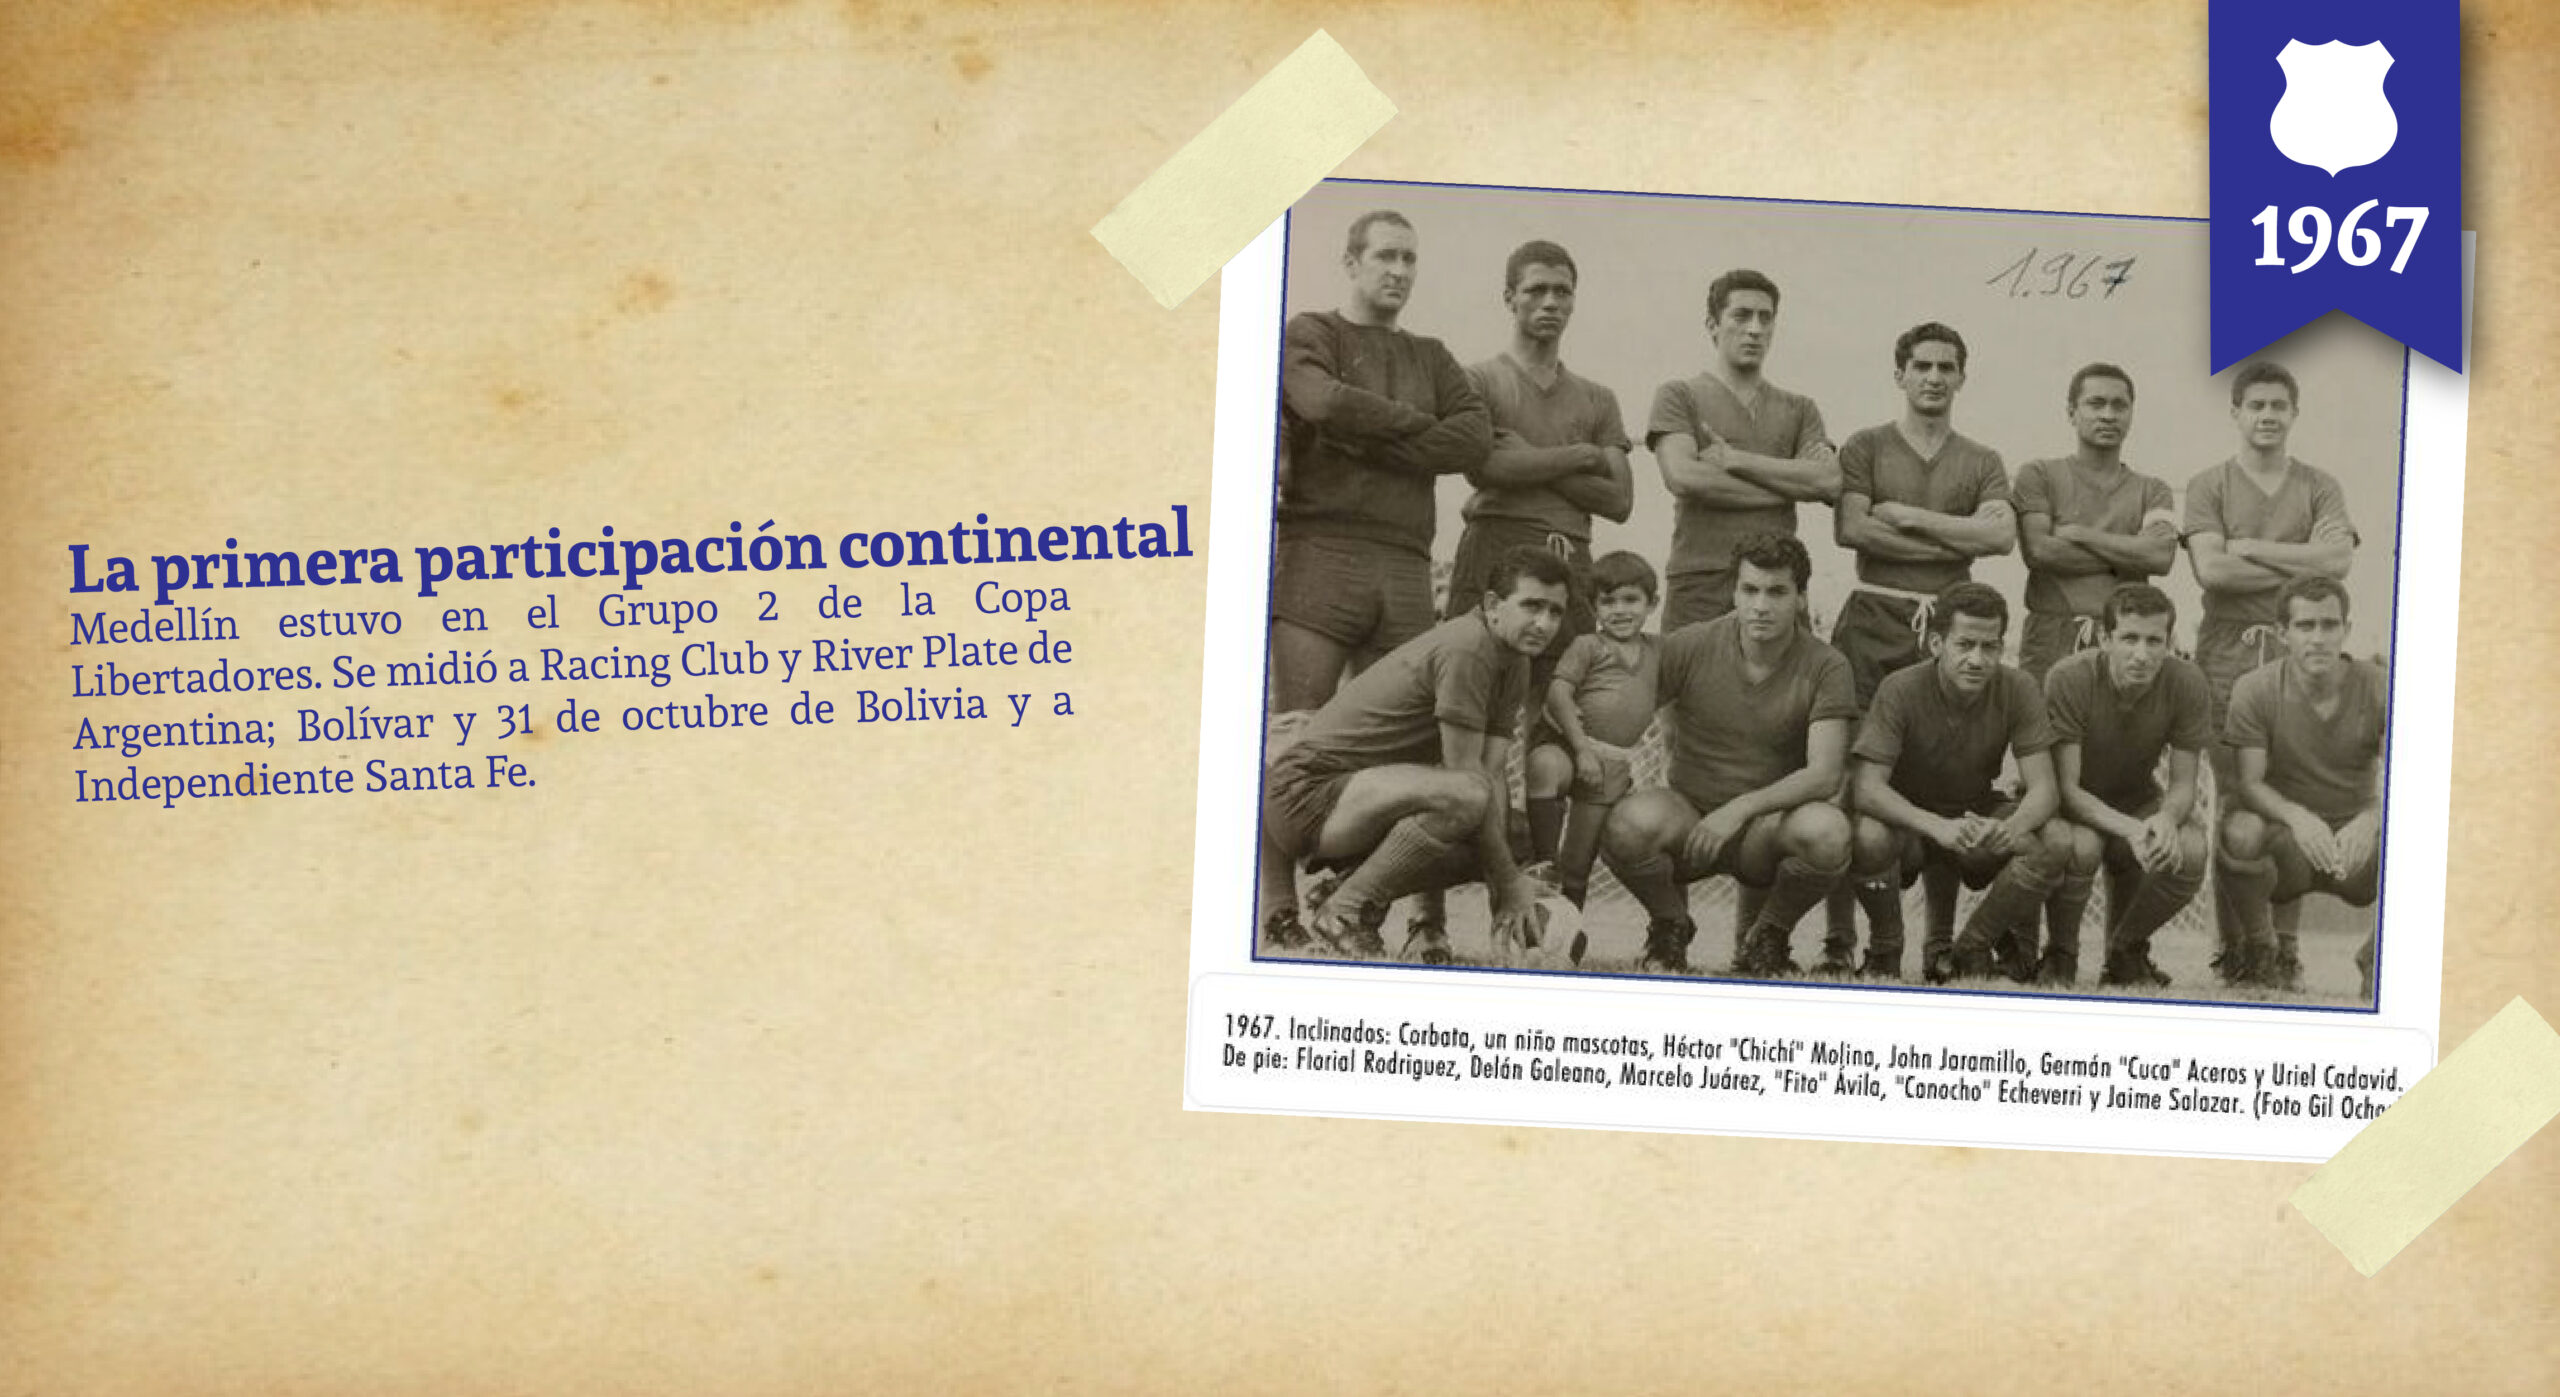 La primera participación continental
Medellín estuvo en el Grupo 2 de la Copa
Libertadores. Se midió a Racing Club y River Plate de
Argentina; Bolívar y 31 de octubre de Bolivia y a
Independiente Santa Fe.
1967
1.967
1967. Inclinados: Corbata, un niño mascotas, Héctor "Chichí" Molina, John Jaramillo, Germán "Cuca" Aceros y Uriel Cadavid.
De pie: Florial Rodriguez, Delán Galeano, Marcelo Juárez, "Fito" Ávila, "Canocho" Echeverri y Jaime Salazar. (Foto Gil